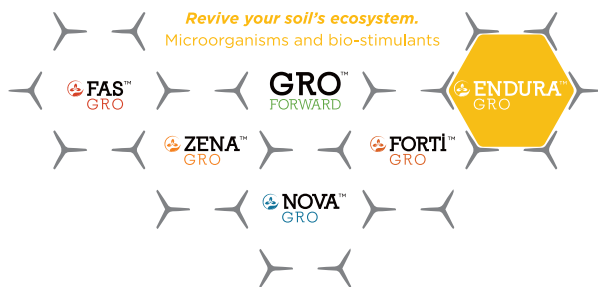 Revive your soil's ecosystem.
Microorganisms and bio-stimulants
FAS™
GRO
GRO™
FORWARD
ENDURA™
GRO
ZENA™
GRO
FORTi™
GRO
NOVA™
GRO